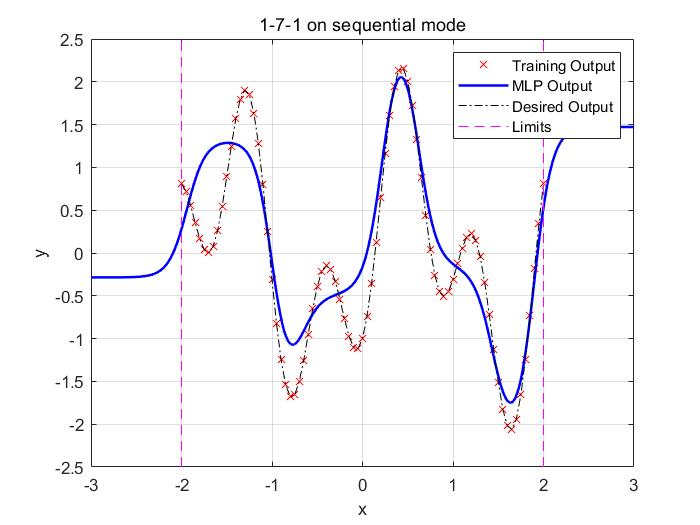 1-7-1 on sequential mode
2.5
2
1.5
1
0.5
0
-0.5
-1
-1.5
-2
-2.5
y
Training Output
MLP Output
Desired Output
Limits
-3 -2 -1 0 1 2 3
x